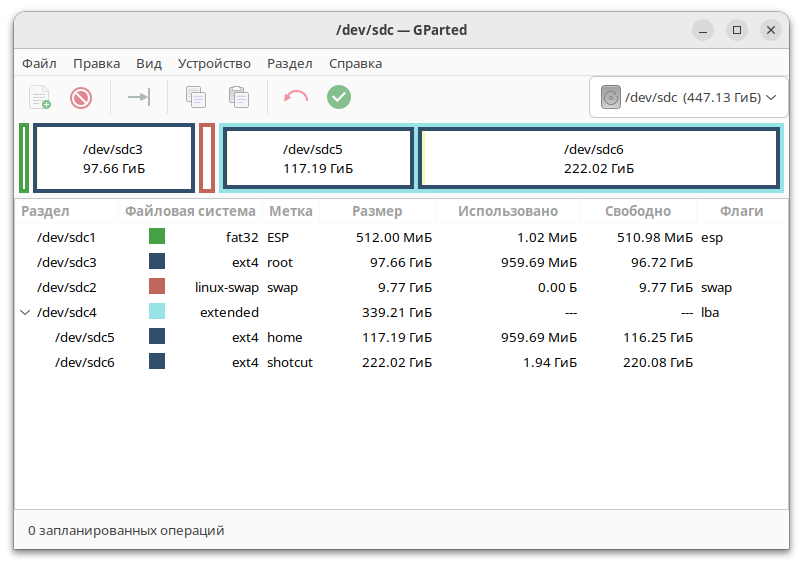 /dev/sdc — GParted
Файл Правка Вид Устройство Раздел Справка
/dev/sdc (447.13 ГиБ)
/dev/sdc3
97.66 ГиБ
/dev/sdc5
117.19 ГиБ
/dev/sdc6
222.02 ГиБ
Раздел Файловая система Метка Размер Использовано Свободно Флаги
/dev/sdc1 fat32 ESP 512.00 МиБ 1.02 МиБ 510.98 МиБ esp
/dev/sdc3 ext4 root 97.66 ГиБ 959.69 МиБ 96.72 ГиБ
/dev/sdc2 linux-swap swap 9.77 ГиБ 0.00 Б 9.77 ГиБ swap
/dev/sdc4 extended 339.21 ГиБ --- --- lba
/dev/sdc5 ext4 home 117.19 ГиБ 959.69 МиБ 116.25 ГиБ
/dev/sdc6 ext4 shotcut 222.02 ГиБ 1.94 ГиБ 220.08 ГиБ
0 запланированных операций